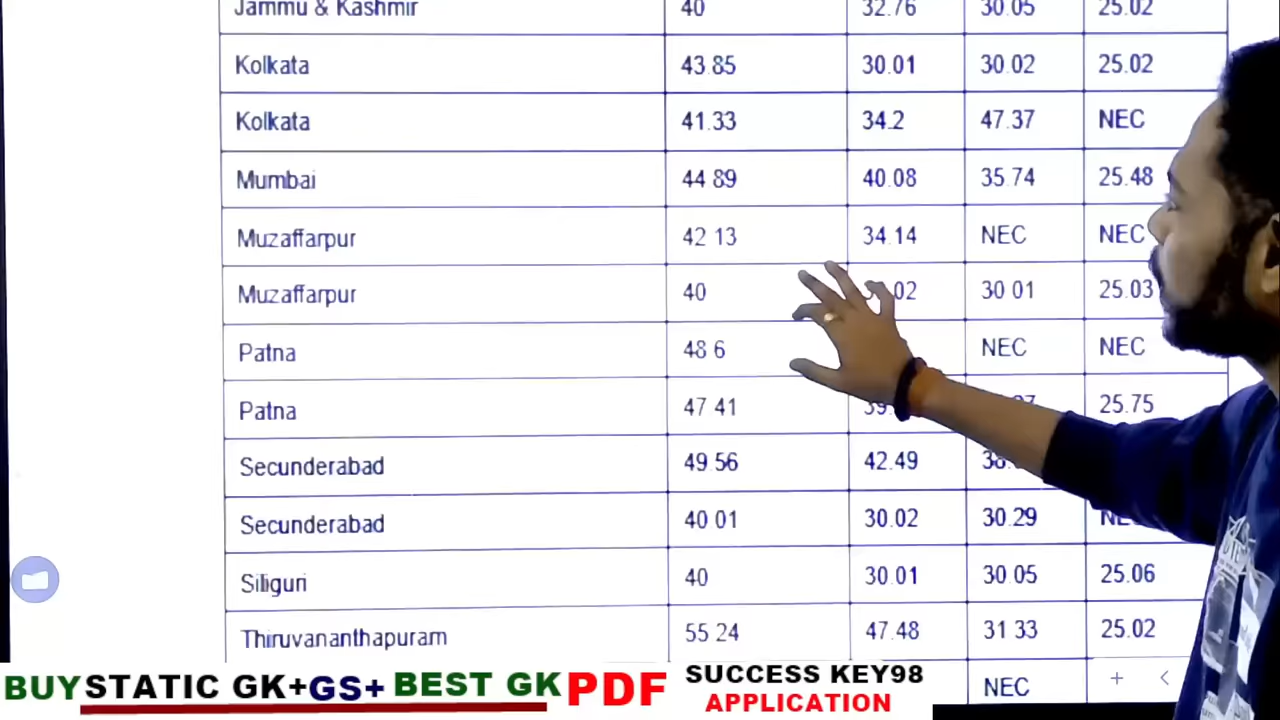 Jammu & Kashmir 40 32.76 30.05 25.02
Kolkata 43.85 30.01 30.02 25.02
Kolkata 41.33 34.2 47.37 NEC
Mumbai 44 89 40.08 35.74 25.48
Muzaffarpur 42 13 34.14 NEC NEC
Muzaffarpur 40 02 30 01 25.03
Patna 48 6 NEC NEC
Patna 47 41 25.75
Secunderabad 49 56 42.49
Secunderabad 40 01 30.02 30.29 NEC
Siliguri 40 30.01 30.05 25.06
Thiruvananthapuram 55 24 47.48 31 33 25.02
NEC
BUY STATIC GK+GS+ BEST GK PDF SUCCESS KEY98
APPLICATION